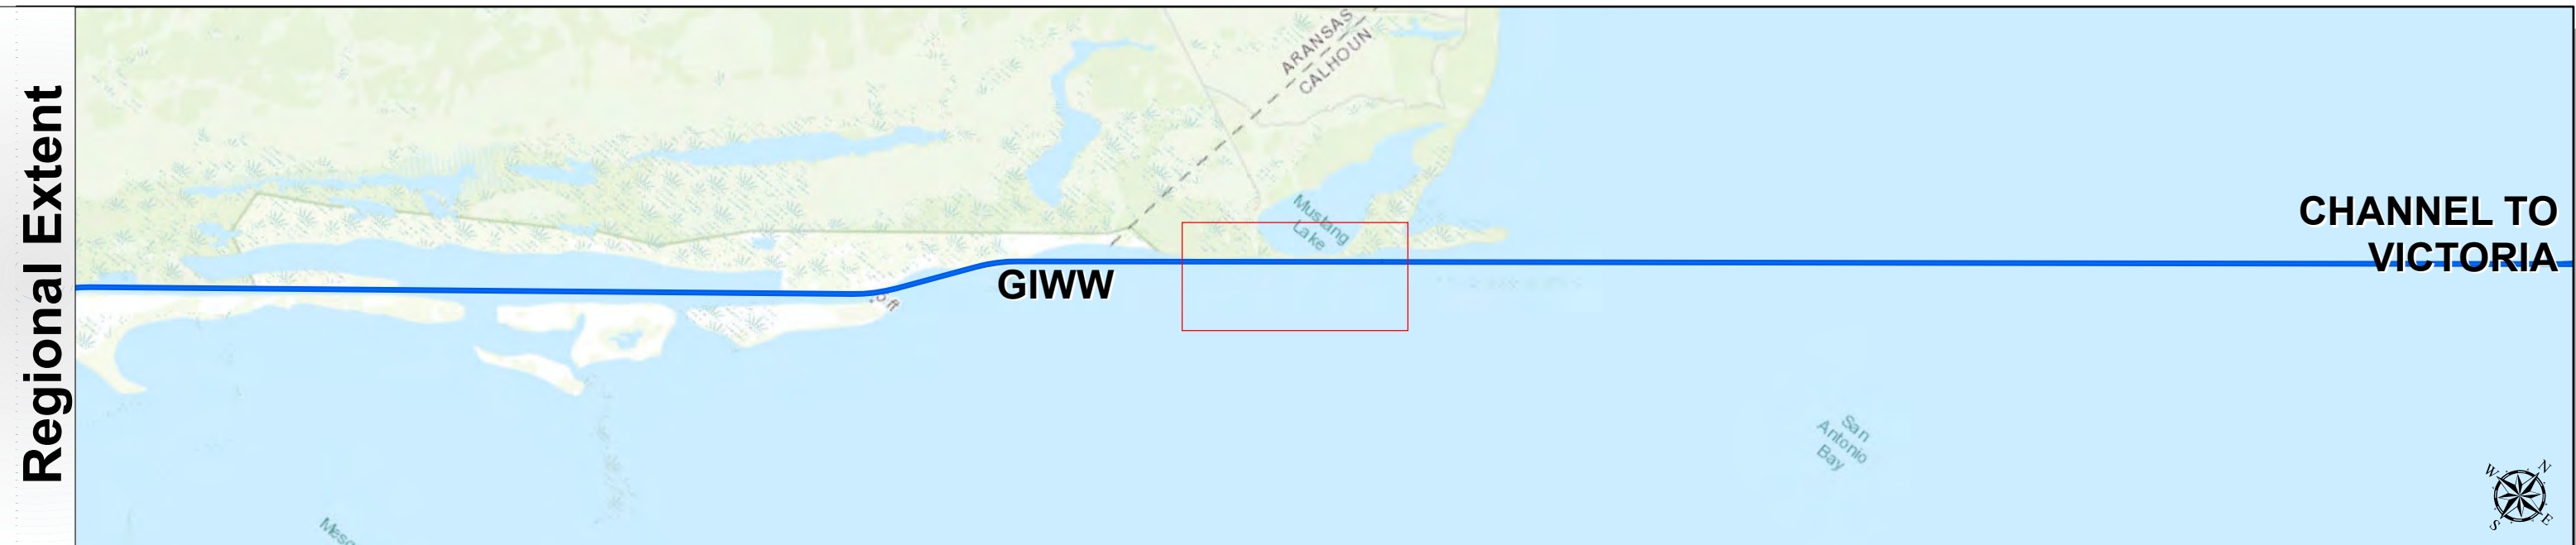 Regional Extent
ARANSAS
CALHOUN
Mustang
Lake
CHANNEL TO
VICTORIA
GIWW
San
Antonio
Bay
W
N
S
E